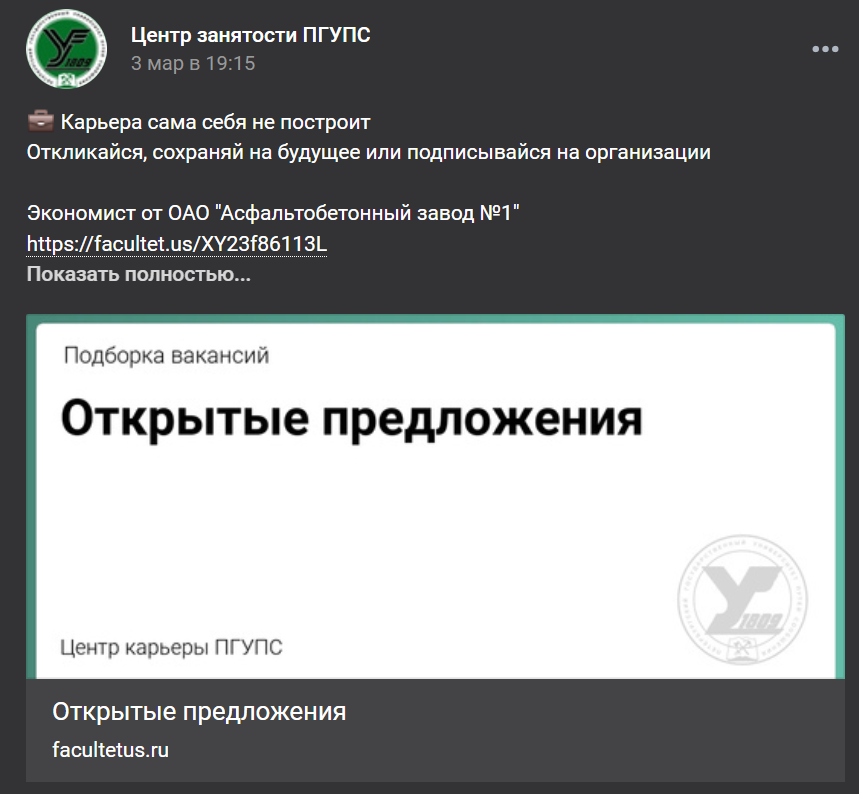 Центр занятости ПГУПС
3 мар в 19:15
💼 Карьера сама себя не построит
Откликайся, сохраняй на будущее или подписывайся на организации
Экономист от ОАО "Асфальтобетонный завод №1"
https://facultet.us/XY23f86113L
Показать полностью...
Подборка вакансий
Открытые предложения
1809
Центр карьеры ПГУПС
Открытые предложения
facultetus.ru